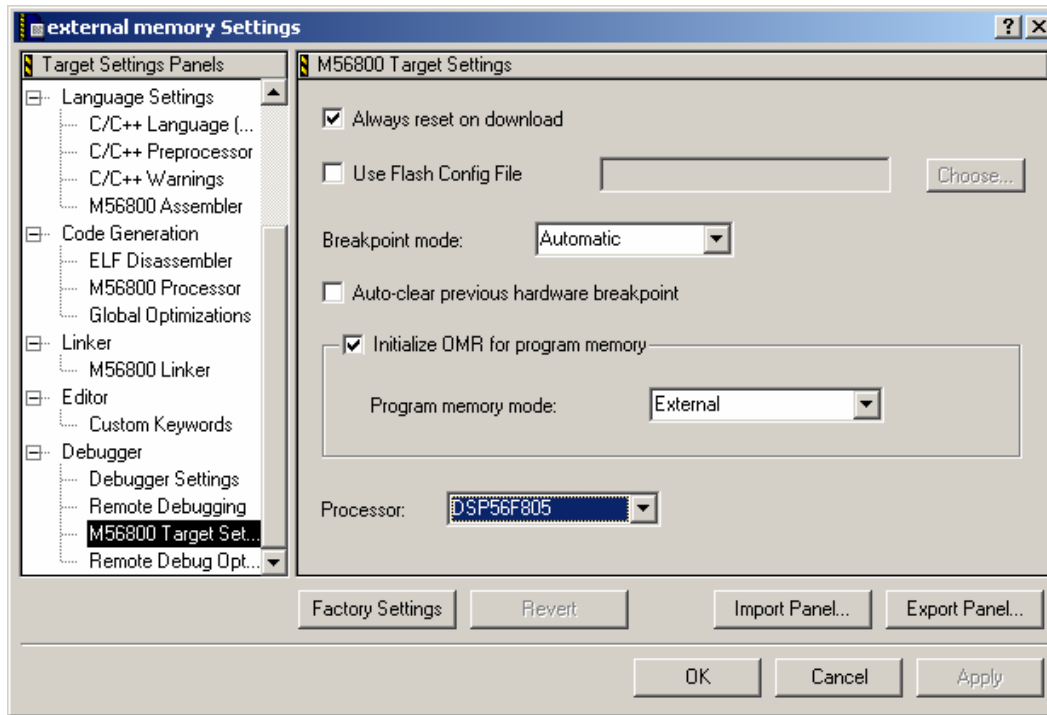 external memory Settings
Target Settings Panels
Language Settings
C/C++ Language (...
C/C++ Preprocessor
C/C++ Warnings
M56800 Assembler
Code Generation
ELF Disassembler
M56800 Processor
Global Optimizations
Linker
M56800 Linker
Editor
Custom Keywords
Debugger
Debugger Settings
Remote Debugging
M56800 Target Set...
Remote Debug Opt...
M56800 Target Settings
Always reset on download
Use Flash Config File
Choose...
Breakpoint mode: Automatic
Auto-clear previous hardware breakpoint
Initialize OMR for program memory
Program memory mode: External
Processor: DSP56F805
Factory Settings Revert Import Panel... Export Panel...
OK Cancel Apply